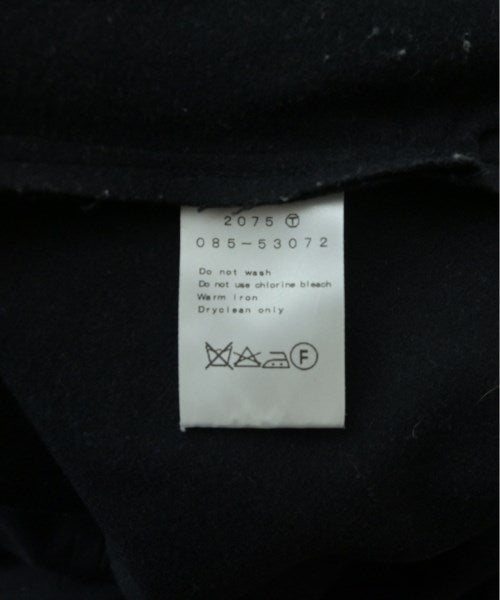 2075 Ⓣ
085-53072
Do not wash
Do not use chlorine bleach
Warm iron
Dryclean only
F